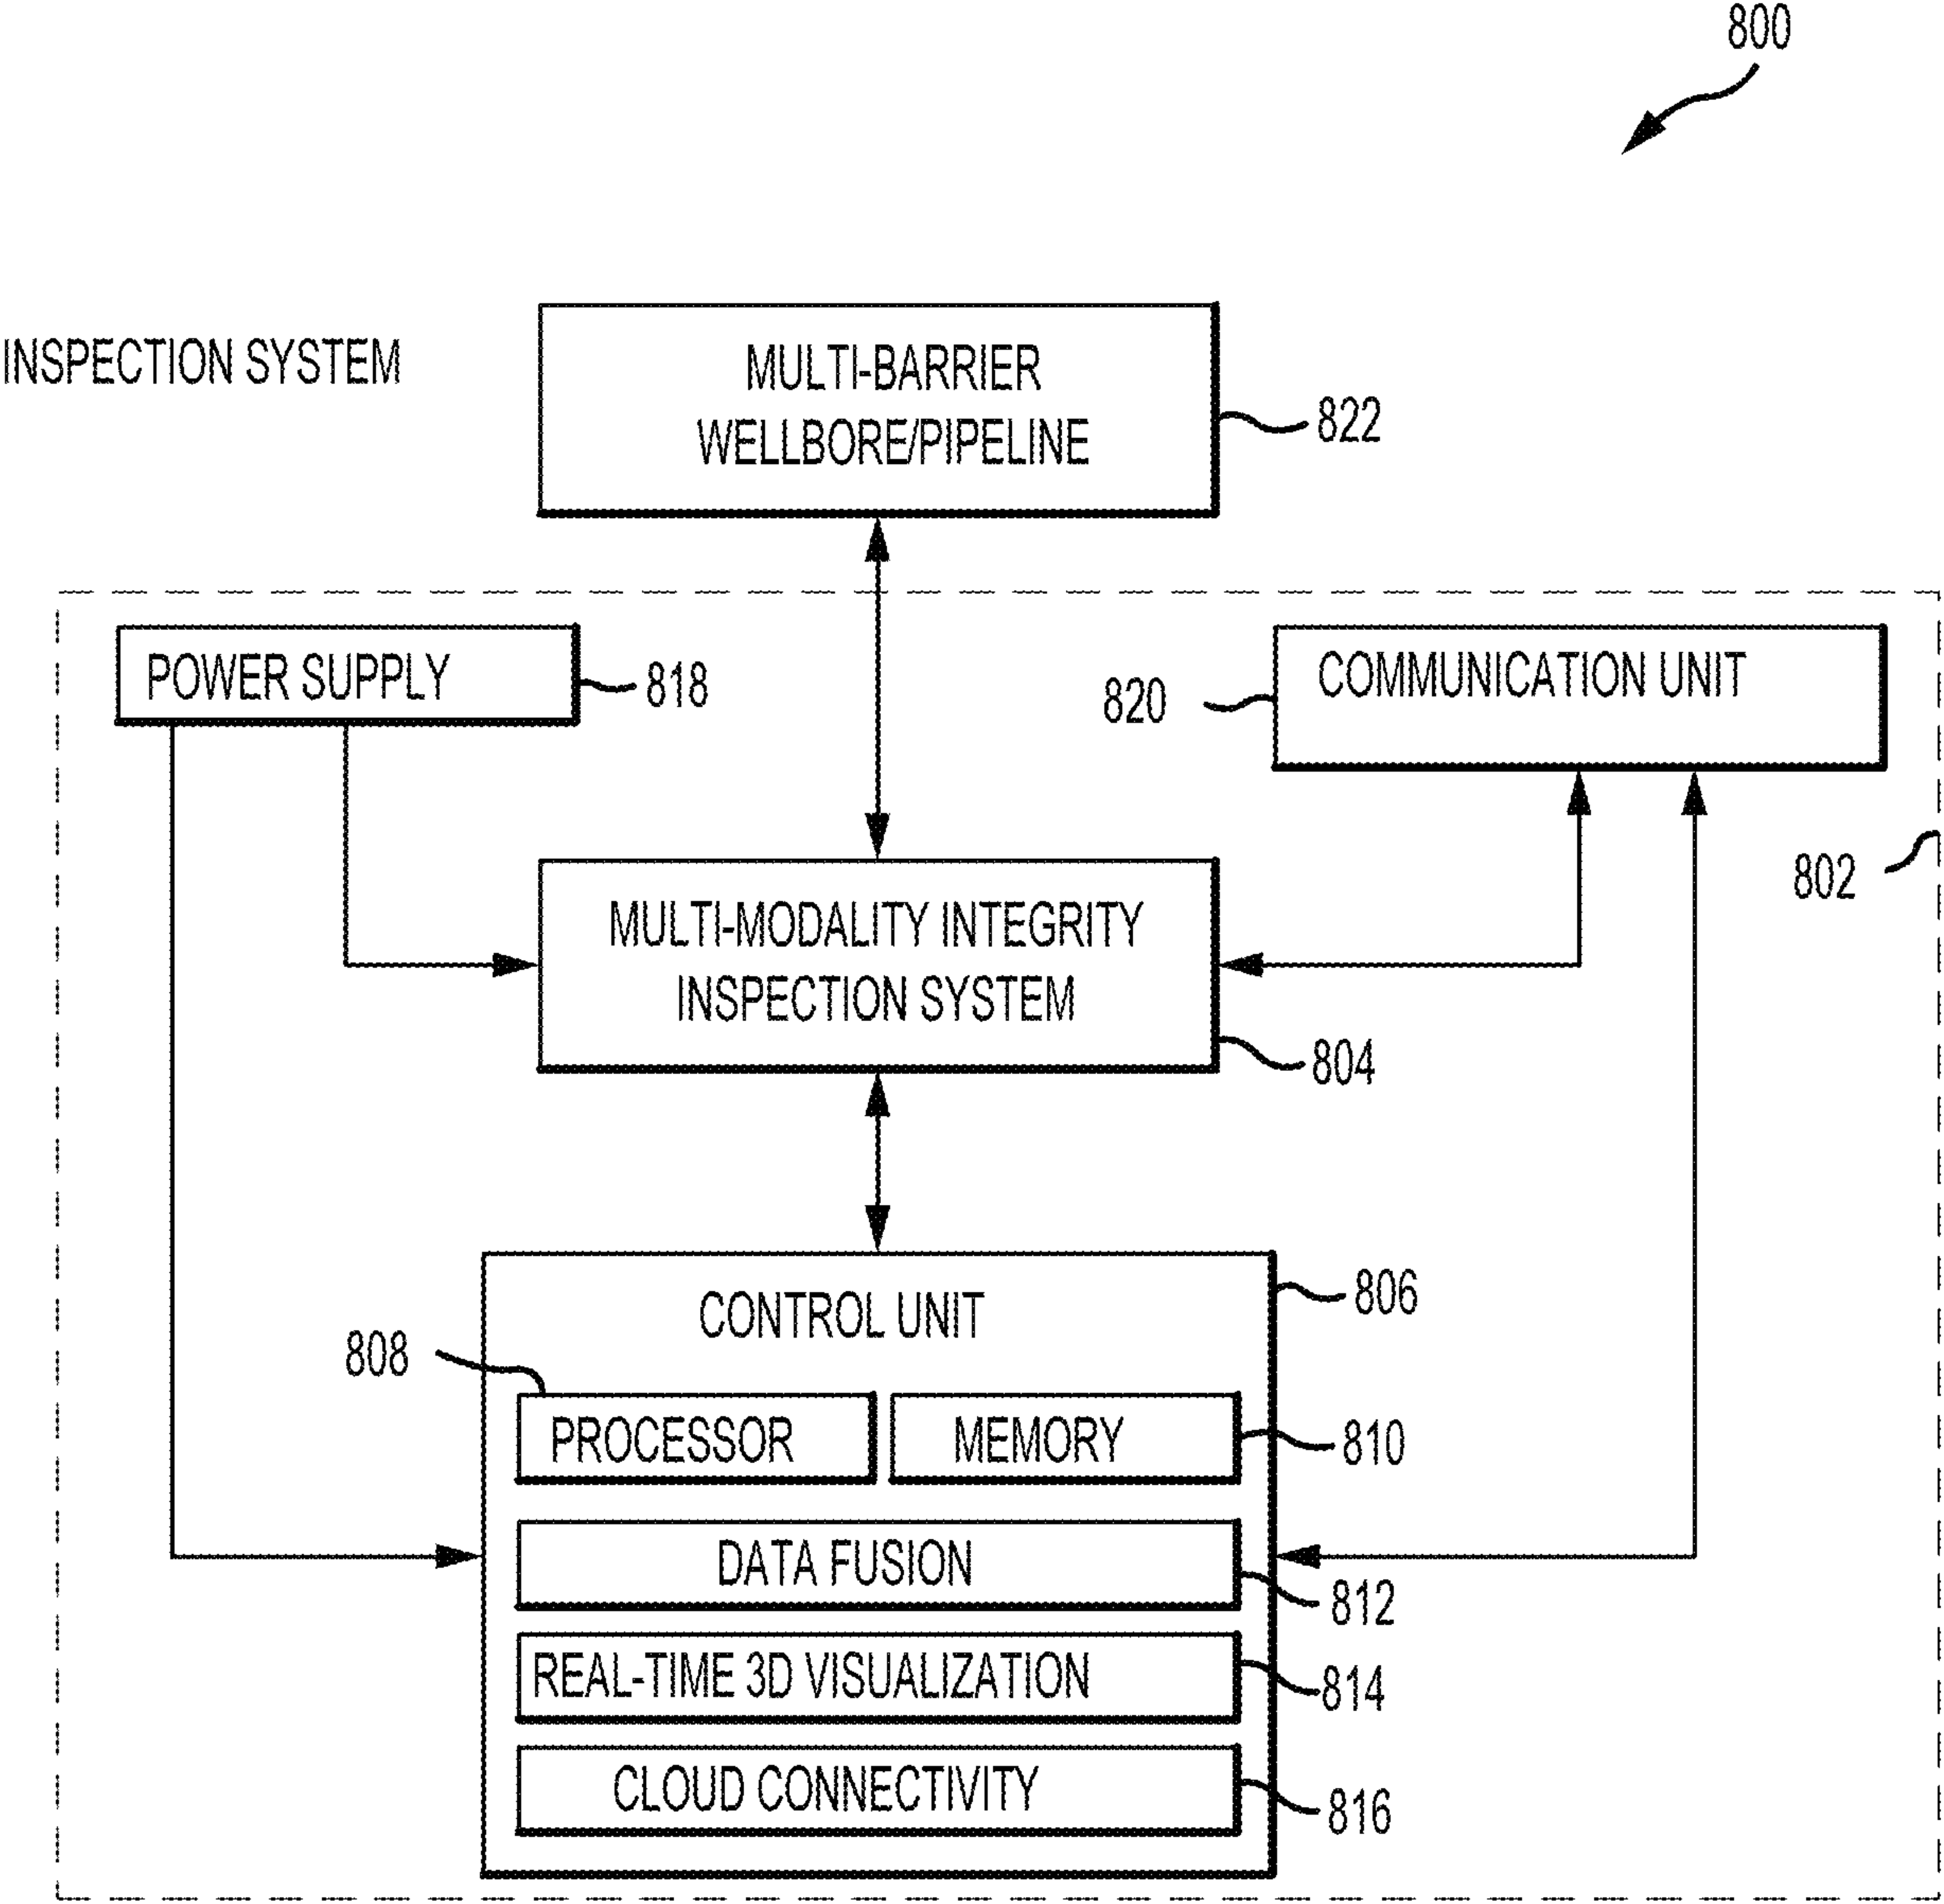 800
INSPECTION SYSTEM
MULTI-BARRIER
WELLBORE/PIPELINE
822
POWER SUPPLY
818
820
COMMUNICATION UNIT
802
MULTI-MODALITY INTEGRITY
INSPECTION SYSTEM
804
CONTROL UNIT
806
808
PROCESSOR
MEMORY
810
DATA FUSION
812
REAL-TIME 3D VISUALIZATION
814
CLOUD CONNECTIVITY
816